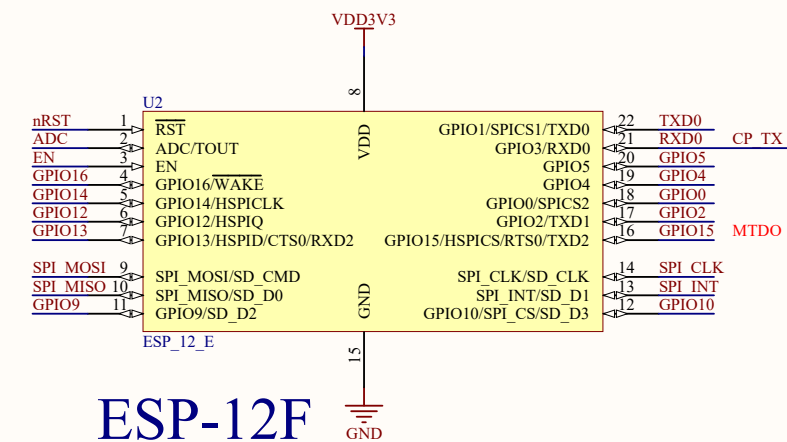 VDD3V3
8
U2
nRST 1 RST VDD GPIO1/SPICS1/TXD0 22 TXD0
ADC 2 ADC/TOUT GPIO3/RXD0 21 RXD0 CP_TX
EN 3 EN GPIO5 20 GPIO5
GPIO16 4 GPIO16/WAKE GPIO4 19 GPIO4
GPIO14 5 GPIO14/HSPICLK GPIO0/SPICS2 18 GPIO0
GPIO12 6 GPIO12/HSPIQ GPIO2/TXD1 17 GPIO2
GPIO13 7 GPIO13/HSPID/CTS0/RXD2 GPIO15/HSPICS/RTS0/TXD2 16 GPIO15 MTDO
SPI_MOSI 9 SPI_MOSI/SD_CMD SPI_CLK/SD_CLK 14 SPI_CLK
SPI_MISO 10 SPI_MISO/SD_D0 GND SPI_INT/SD_D1 13 SPI_INT
GPIO9 11 GPIO9/SD_D2 GPIO10/SPI_CS/SD_D3 12 GPIO10
ESP_12_E
15
ESP-12F
GND